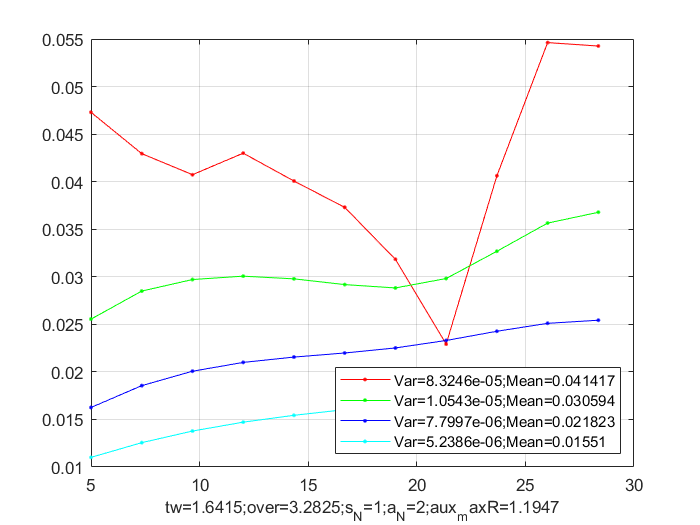 0.055
0.05
0.045
0.04
0.035
0.03
0.025
0.02
0.015
0.01
Var=8.3246e-05;Mean=0.041417
Var=1.0543e-05;Mean=0.030594
Var=7.7997e-06;Mean=0.021823
Var=5.2386e-06;Mean=0.01551
5 10 15 20 25 30
tw=1.6415;over=3.2825;s_N=1;a_N=2;aux_maxR=1.1947